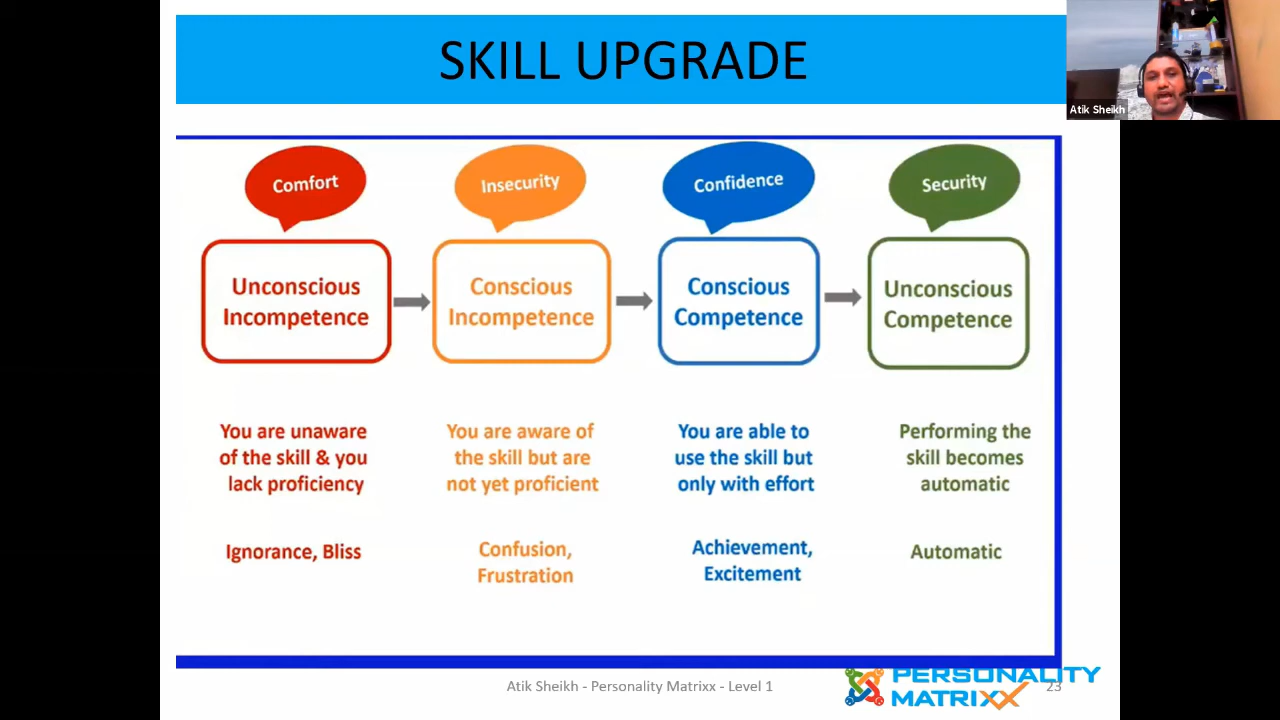 SKILL UPGRADE
Atik Sheikh
Comfort
Insecurity
Confidence
Security
Unconscious
Incompetence
Conscious
Incompetence
Conscious
Competence
Unconscious
Competence
You are unaware
of the skill & you
lack proficiency
You are aware of
the skill but are
not yet proficient
You are able to
use the skill but
only with effort
Performing the
skill becomes
automatic
Ignorance, Bliss
Confusion,
Frustration
Achievement,
Excitement
Automatic
Atik Sheikh - Personality Matrixx - Level 1
PERSONALITY
MATRIXX
23